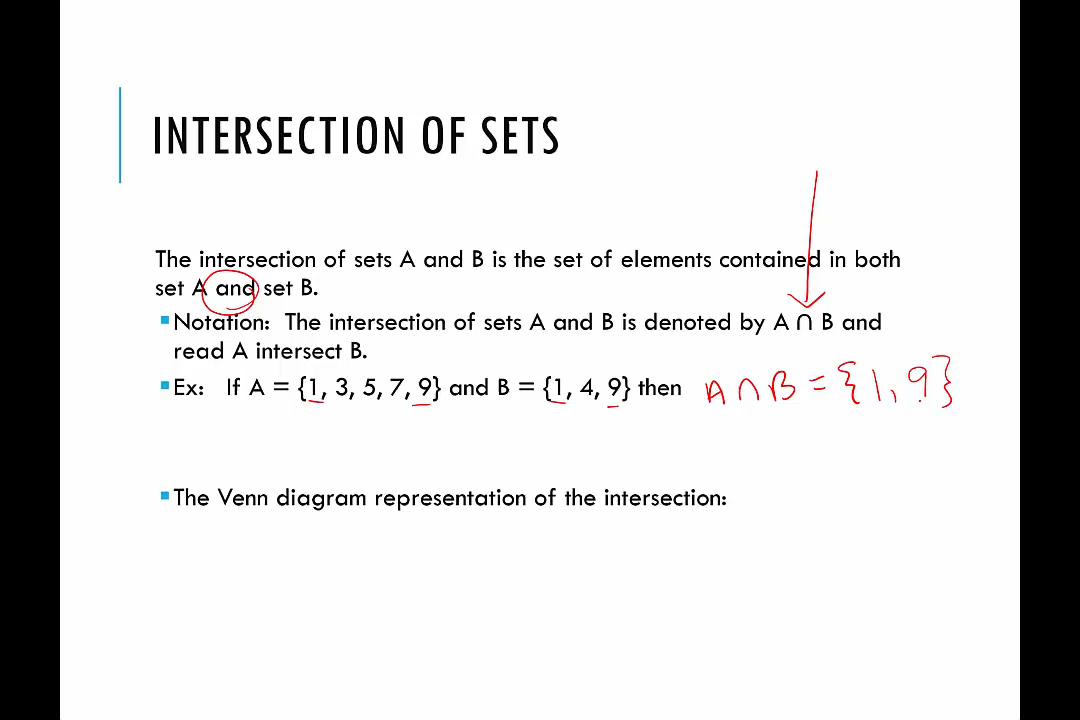 INTERSECTION OF SETS
The intersection of sets A and B is the set of elements contained in both
set A and set B.
▪Notation: The intersection of sets A and B is denoted by A ∩ B and
read A intersect B.
▪Ex: If A = {1, 3, 5, 7, 9} and B = {1, 4, 9} then A ∩ B = {1, 9}
▪The Venn diagram representation of the intersection: